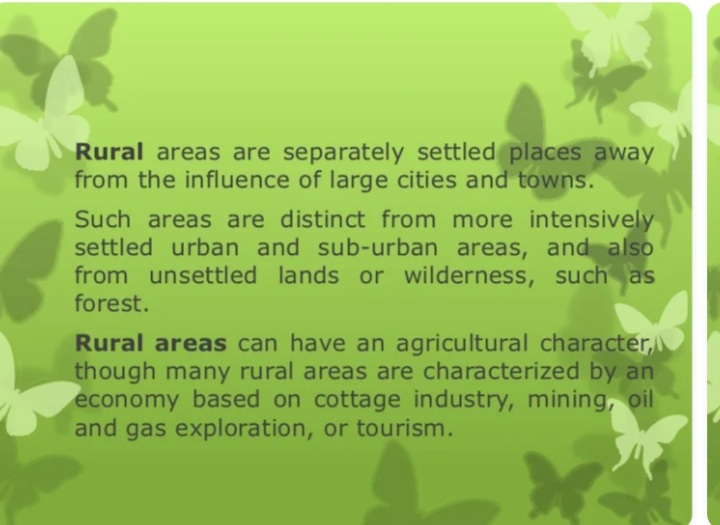 Rural areas are separately settled places away
from the influence of large cities and towns.
Such areas are distinct from more intensively
settled urban and sub-urban areas, and also
from unsettled lands or wilderness, such as
forest.
Rural areas can have an agricultural character,
though many rural areas are characterized by an
economy based on cottage industry, mining, oil
and gas exploration, or tourism.